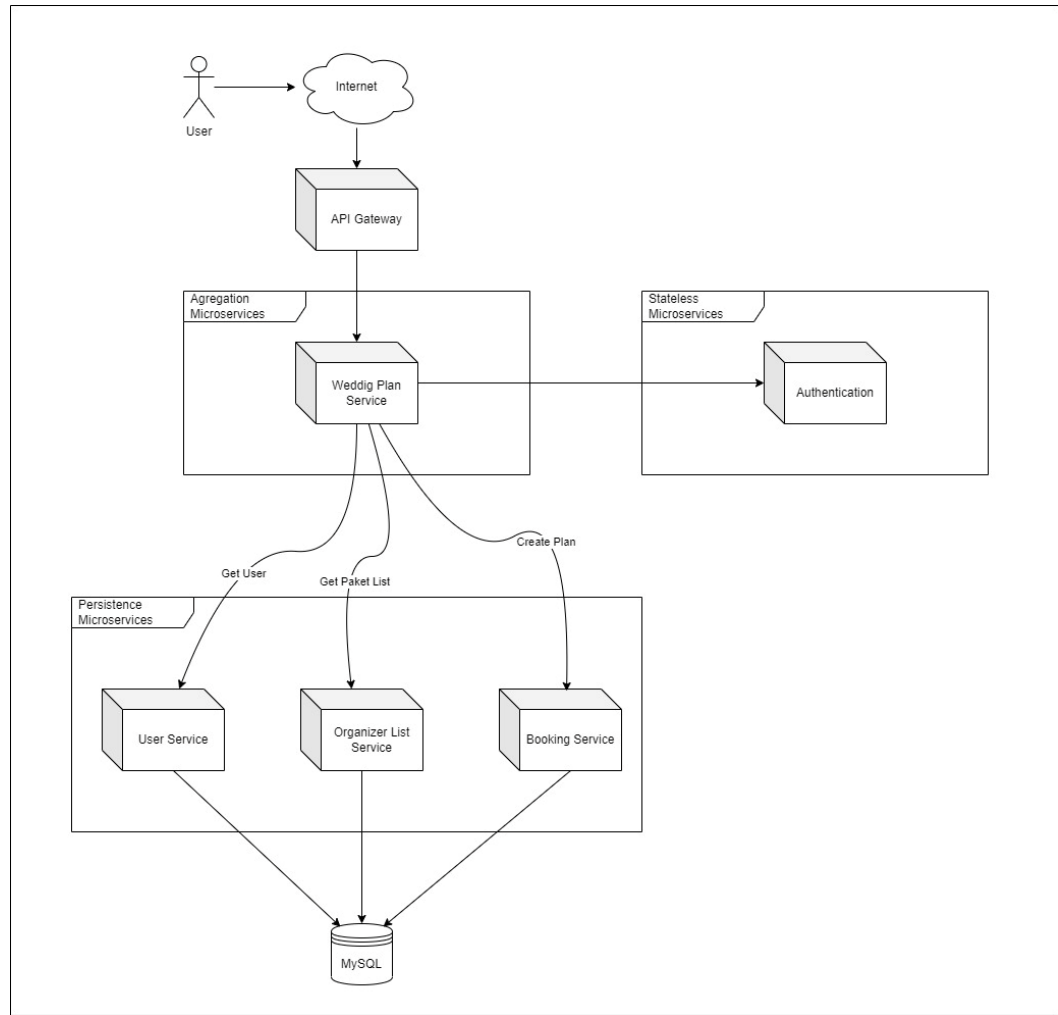 Internet
User
API Gateway
Agregation
Microservices
Stateless
Microservices
Weddig Plan
Service
Authentication
Create Plan
Get User
Get Paket List
Persistence
Microservices
User Service
Organizer List
Service
Booking Service
MySQL